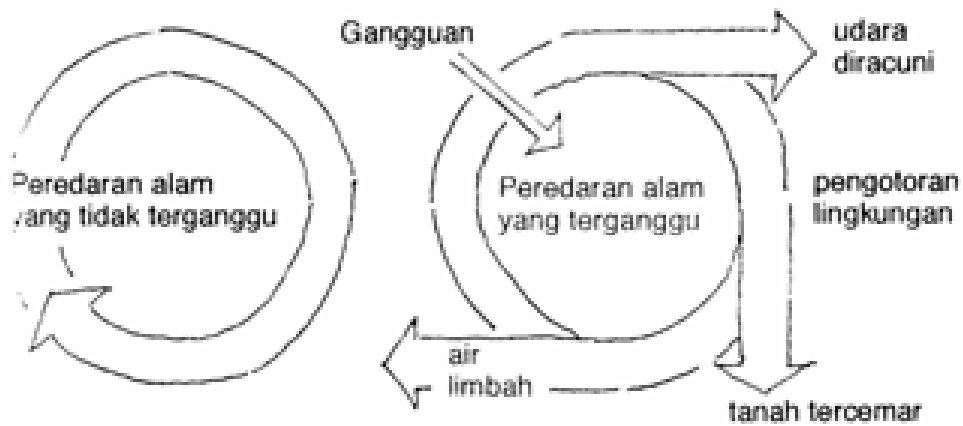 Gangguan
udara
diracuni
Peredaran alam
yang tidak terganggu
Peredaran alam
yang terganggu
pengotoran
lingkungan
air
limbah
tanah tercemar